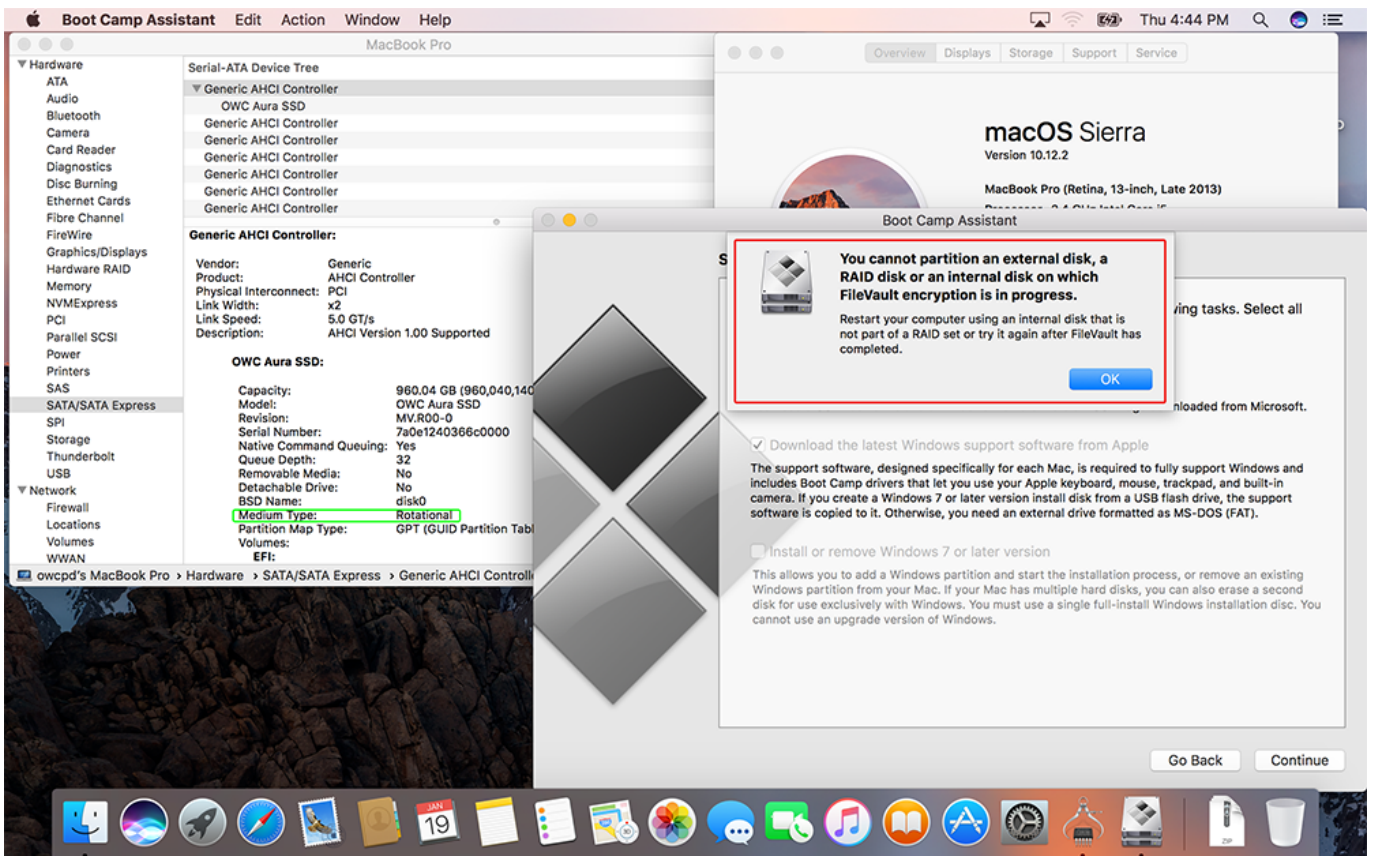 Boot Camp Assistant Edit Action Window Help Thu 4:44 PM
MacBook Pro
Hardware
ATA
Audio
Bluetooth
Camera
Card Reader
Diagnostics
Disc Burning
Ethernet Cards
Fibre Channel
FireWire
Graphics/Displays
Hardware RAID
Memory
NVMExpress
PCI
Parallel SCSI
Power
Printers
SAS
SATA/SATA Express
SPI
Storage
Thunderbolt
USB
Network
Firewall
Locations
Volumes
WWAN
Serial-ATA Device Tree
Generic AHCI Controller
OWC Aura SSD
Generic AHCI Controller
Generic AHCI Controller
Generic AHCI Controller
Generic AHCI Controller
Generic AHCI Controller
Generic AHCI Controller
Generic AHCI Controller:
Vendor: Generic
Product: AHCI Controller
Physical Interconnect: PCI
Link Width: x2
Link Speed: 5.0 GT/s
Description: AHCI Version 1.00 Supported
OWC Aura SSD:
Capacity: 960.04 GB (960,040,140
Model: OWC Aura SSD
Revision: MV.R00-0
Serial Number: 7a0e1240366c0000
Native Command Queuing: Yes
Queue Depth: 32
Removable Media: No
Detachable Drive: No
BSD Name: disk0
Medium Type: Rotational
Partition Map Type: GPT (GUID Partition Tabl
Volumes:
EFI:
owcpd's MacBook Pro › Hardware › SATA/SATA Express › Generic AHCI Controlle
Overview Displays Storage Support Service
macOS Sierra
Version 10.12.2
MacBook Pro (Retina, 13-inch, Late 2013)
Boot Camp Assistant
You cannot partition an external disk, a
RAID disk or an internal disk on which
FileVault encryption is in progress.
Restart your computer using an internal disk that is
not part of a RAID set or try it again after FileVault has
completed.
OK
wing tasks. Select all
nloaded from Microsoft.
Download the latest Windows support software from Apple
The support software, designed specifically for each Mac, is required to fully support Windows and
includes Boot Camp drivers that let you use your Apple keyboard, mouse, trackpad, and built-in
camera. If you create a Windows 7 or later version install disk from a USB flash drive, the support
software is copied to it. Otherwise, you need an external drive formatted as MS-DOS (FAT).
Install or remove Windows 7 or later version
This allows you to add a Windows partition and start the installation process, or remove an existing
Windows partition from your Mac. If your Mac has multiple hard disks, you can also erase a second
disk for use exclusively with Windows. You must use a single full-install Windows installation disc. You
cannot use an upgrade version of Windows.
Go Back Continue
JAN
19
ZIP